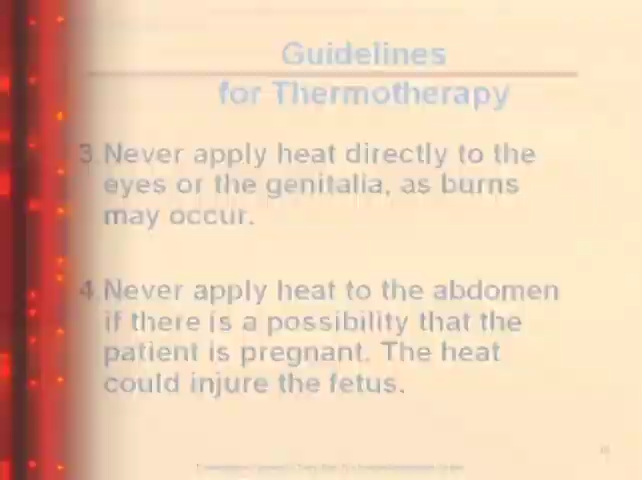 Guidelines
for Thermotherapy
3.Never apply heat directly to the
eyes or the genitalia, as burns
may occur.
4.Never apply heat to the abdomen
if there is a possibility that the
patient is pregnant. The heat
could injure the fetus.